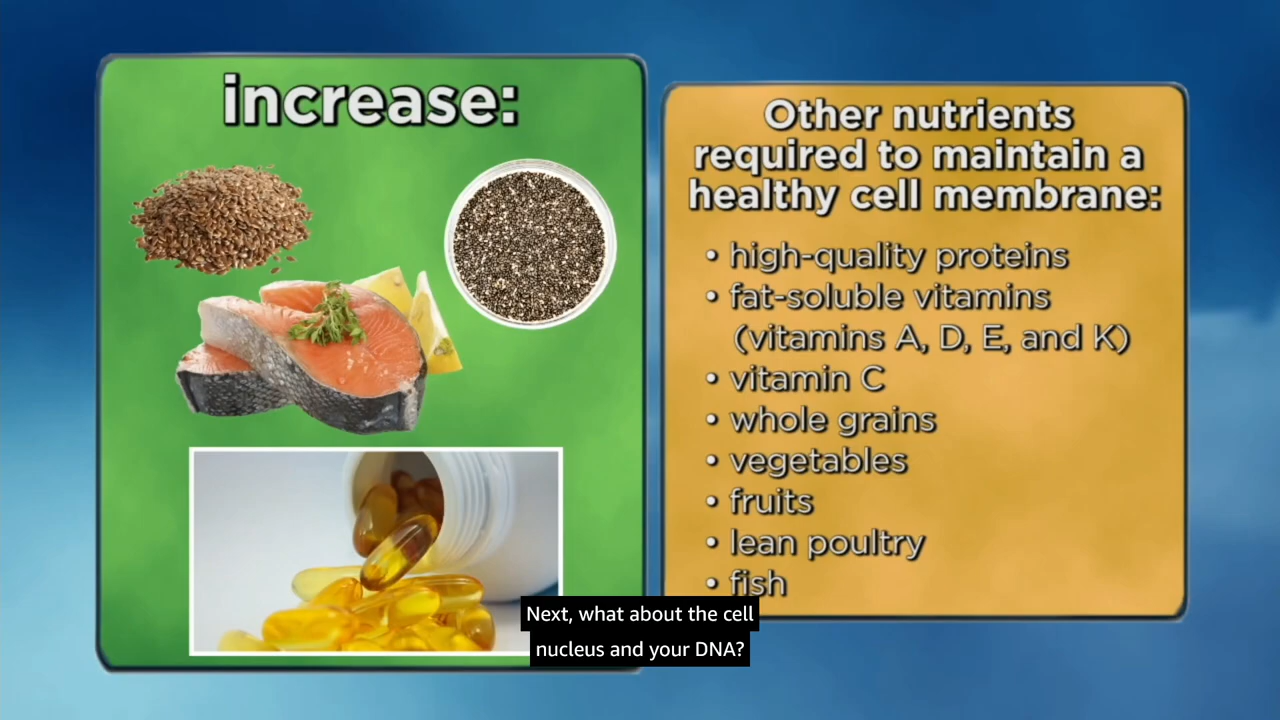 increase:
Other nutrients
required to maintain a
healthy cell membrane:
• high-quality proteins
• fat-soluble vitamins
(vitamins A, D, E, and K)
• vitamin C
• whole grains
• vegetables
• fruits
• lean poultry
• fish
Next, what about the cell
nucleus and your DNA?